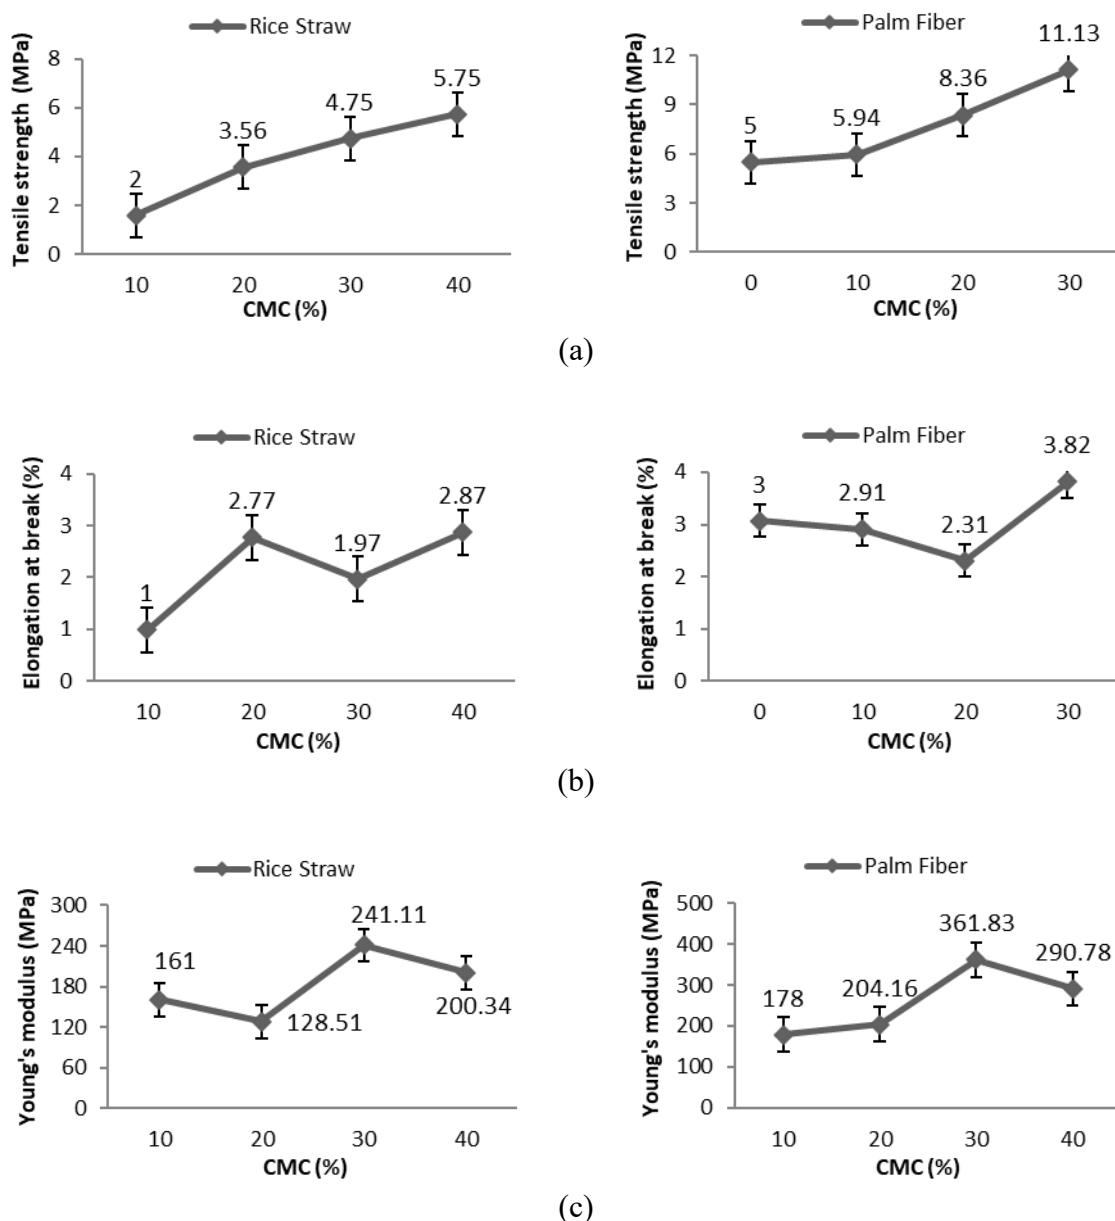 Rice Straw
Tensile strength (MPa)
8
6
4
2
0
2
3.56
4.75
5.75
10 20 30 40
CMC (%)
Palm Fiber
Tensile strength (MPa)
12
9
6
3
0
5
5.94
8.36
11.13
0 10 20 30
CMC (%)
(a)
Rice Straw
Elongation at break (%)
4
3
2
1
0
1
2.77
1.97
2.87
10 20 30 40
CMC (%)
Palm Fiber
Elongation at break (%)
4
3
2
1
0
3
2.91
2.31
3.82
0 10 20 30
CMC (%)
(b)
Rice Straw
Young's modulus (MPa)
300
240
180
120
60
0
161
128.51
241.11
200.34
10 20 30 40
CMC (%)
Palm Fiber
Young's modulus (MPa)
500
400
300
200
100
0
178
204.16
361.83
290.78
10 20 30 40
CMC (%)
(c)